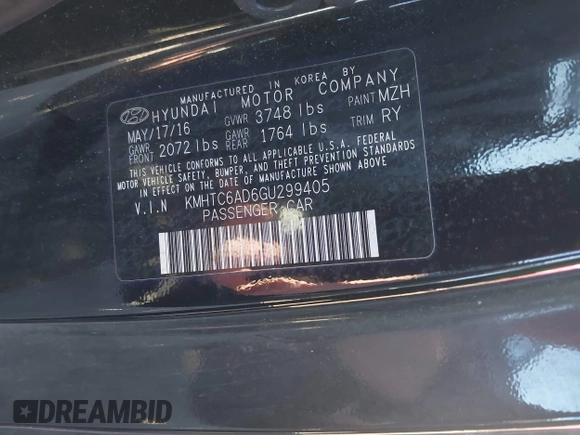 MANUFACTURED IN KOREA BY
HYUNDAI MOTOR COMPANY
MAY/17/16 GVWR 3748 lbs PAINT MZH
GAWR FRONT 2072 lbs GAWR REAR 1764 lbs TRIM RY
THIS VEHICLE CONFORMS TO ALL APPLICABLE U.S.A. FEDERAL
MOTOR VEHICLE SAFETY, BUMPER, AND THEFT PREVENTION STANDARDS
IN EFFECT ON THE DATE OF MANUFACTURE SHOWN ABOVE
V.I.N KMHTC6AD6GU299405
PASSENGER CAR
DREAMBID